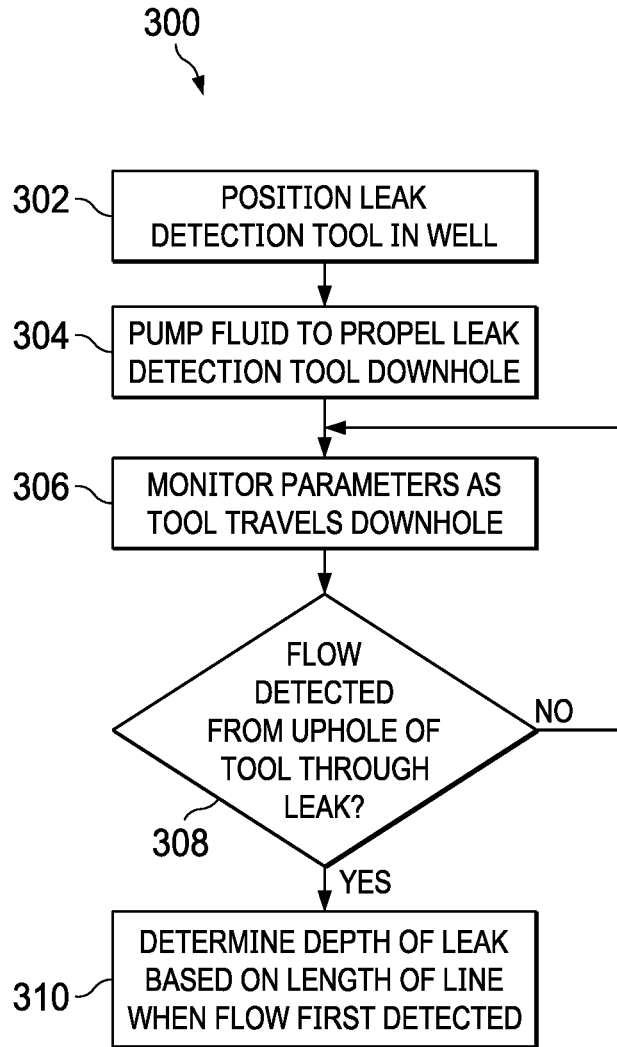 300
302
POSITION LEAK
DETECTION TOOL IN WELL
304
PUMP FLUID TO PROPEL LEAK
DETECTION TOOL DOWNHOLE
306
MONITOR PARAMETERS AS
TOOL TRAVELS DOWNHOLE
FLOW
DETECTED
FROM UPHOLE OF
TOOL THROUGH
LEAK?
NO
308
YES
310
DETERMINE DEPTH OF LEAK
BASED ON LENGTH OF LINE
WHEN FLOW FIRST DETECTED